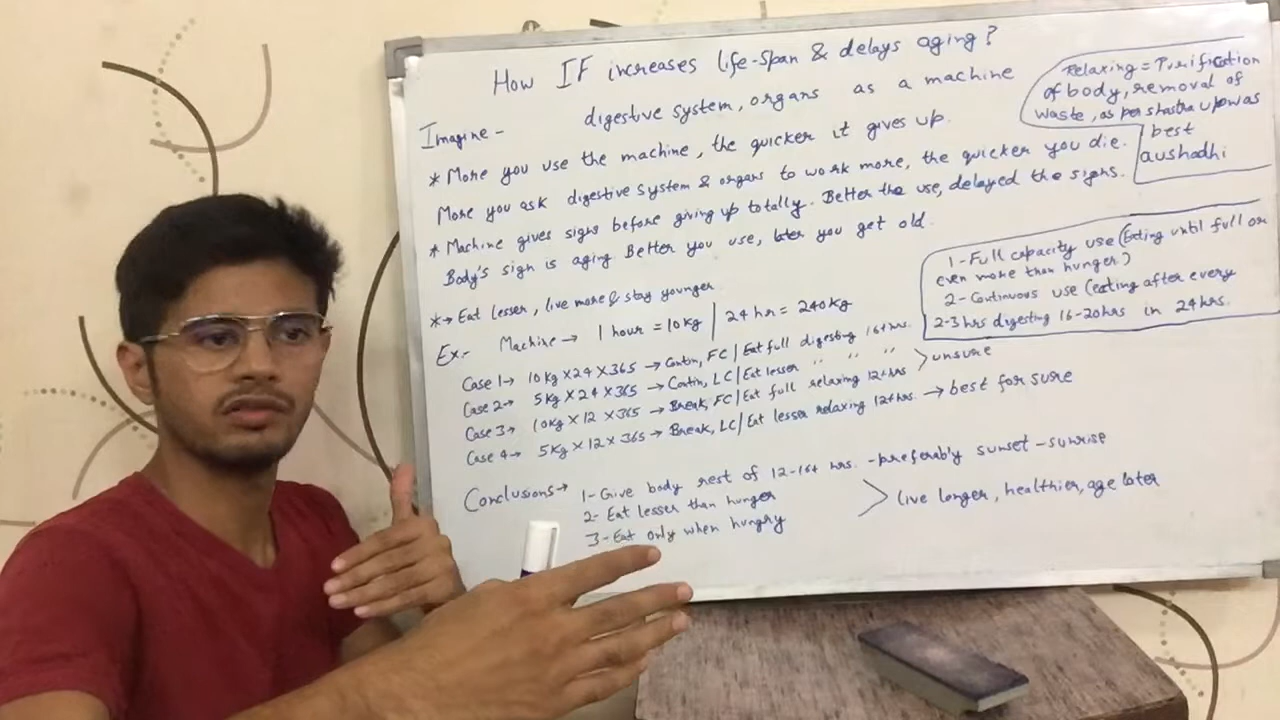 How IF increases life-span & delays aging?
Imagine - digestive system, organs as a machine
* More you use the machine, the quicker it gives up.
More you ask digestive system & organs to work more, the quicker you die.
* Machine gives signs before giving up totally. Better the use, delayed the signs.
Body's sign is aging Better you use, later you get old.
* → Eat lesser, live more & stay younger
Ex:- Machine → 1 hour = 10 kg | 24 hr = 240 kg
Case 1 → 10 Kg × 24 × 365 → Contin, FC / Eat full digesting 16+ hrs.
Case 2 → 5 Kg × 24 × 365 → Contin, LC / Eat lesser " " "
Case 3 → 10 Kg × 12 × 365 → Break, FC / Eat full relaxing 12+ hrs
> unsure
Case 4 → 5 Kg × 12 × 365 → Break, LC / Eat lesser relaxing 12+ hrs. → best for sure
Conclusions → 1- Give body rest of 12-16+ hrs. - preferably sunset - sunrise
2- Eat lesser than hunger
3- Eat only when hungry
> live longer, healthier, age later
Relaxing = Purification
of body, removal of
waste, as per shastra upwas
best
aushadhi
1- Full capacity use (Eating until full or
even more than hunger)
2- Continuous use (eating after every
2-3 hrs digesting 16-20 hrs in 24 hrs.